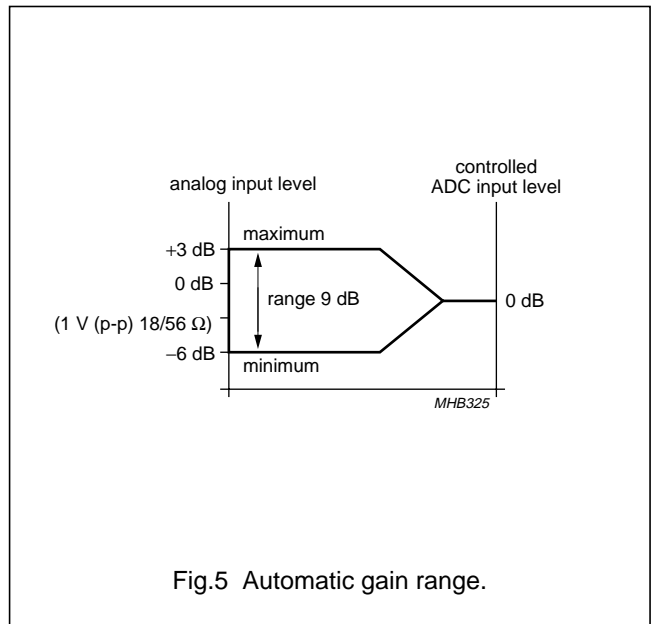 controlled
analog input level ADC input level
+3 dB maximum
0 dB
range 9 dB 0 dB
(1 V (p-p) 18/56 Ω)
−6 dB
minimum
MHB325
Fig.5 Automatic gain range.